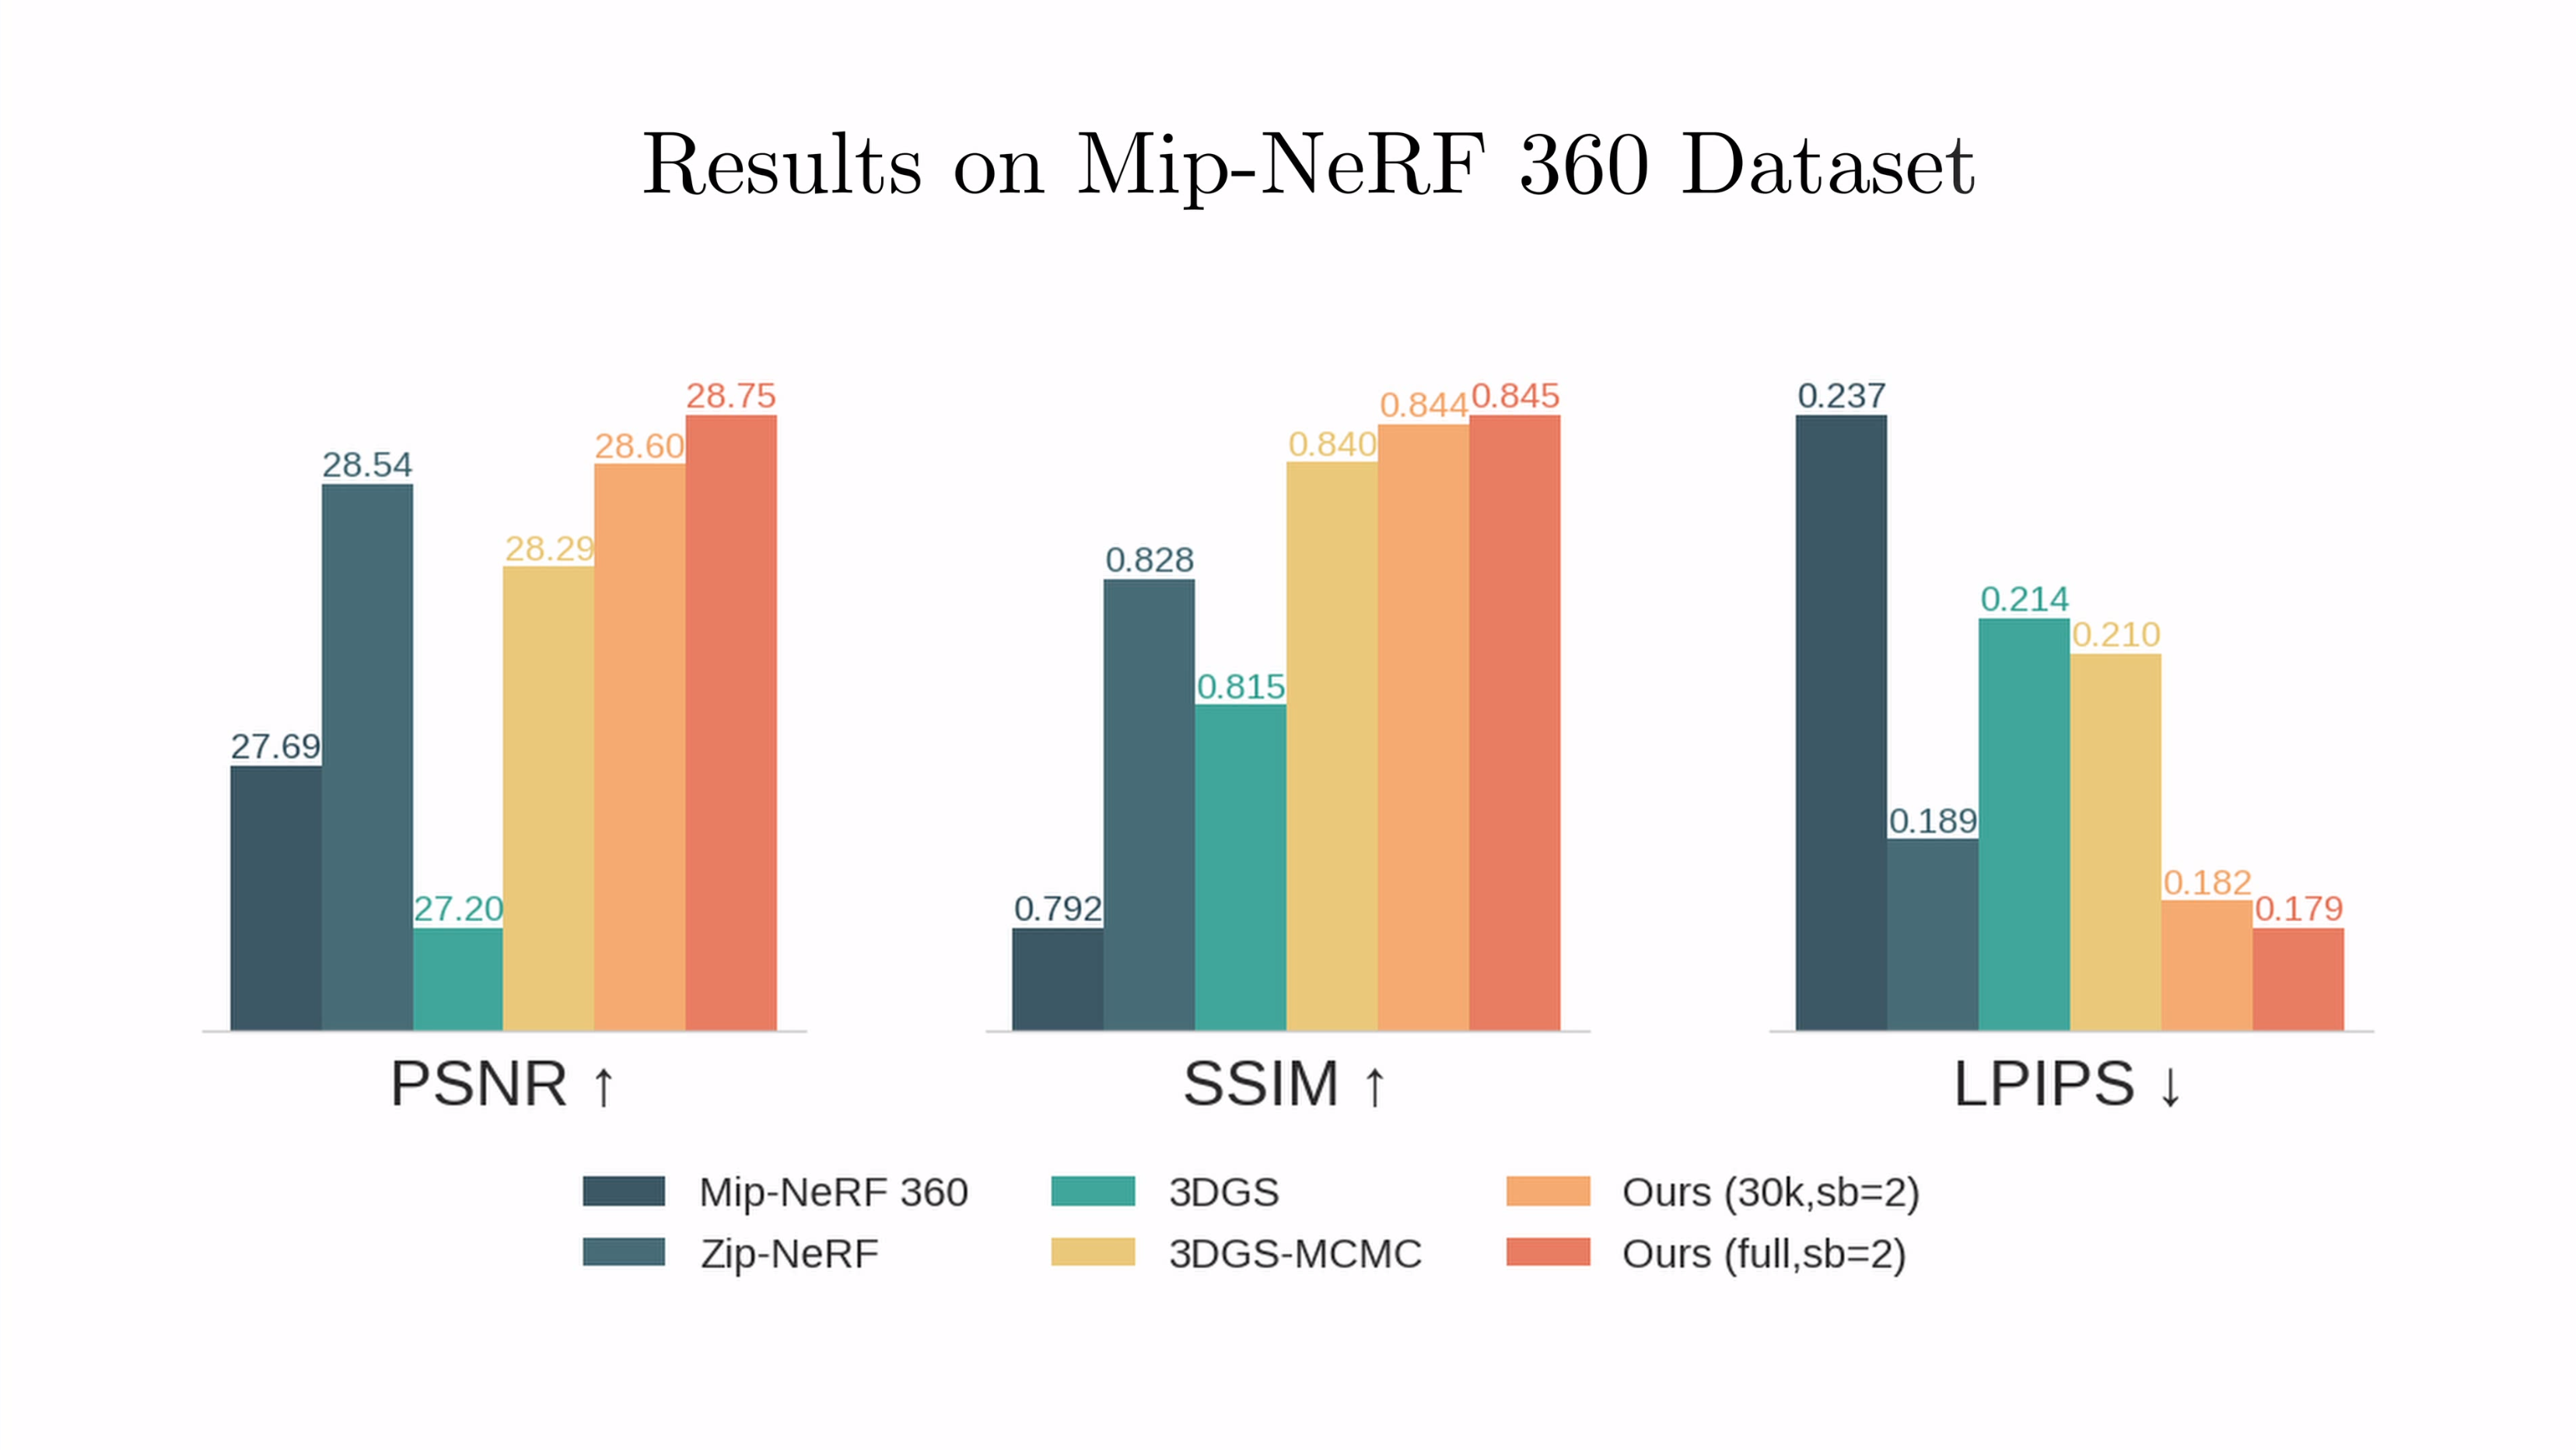 Results on Mip-NeRF 360 Dataset
27.69
28.54
27.20
28.29
28.60
28.75
PSNR ↑
0.792
0.828
0.815
0.840
0.844
0.845
SSIM ↑
0.237
0.189
0.214
0.210
0.182
0.179
LPIPS ↓
Mip-NeRF 360
Zip-NeRF
3DGS
3DGS-MCMC
Ours (30k,sb=2)
Ours (full,sb=2)